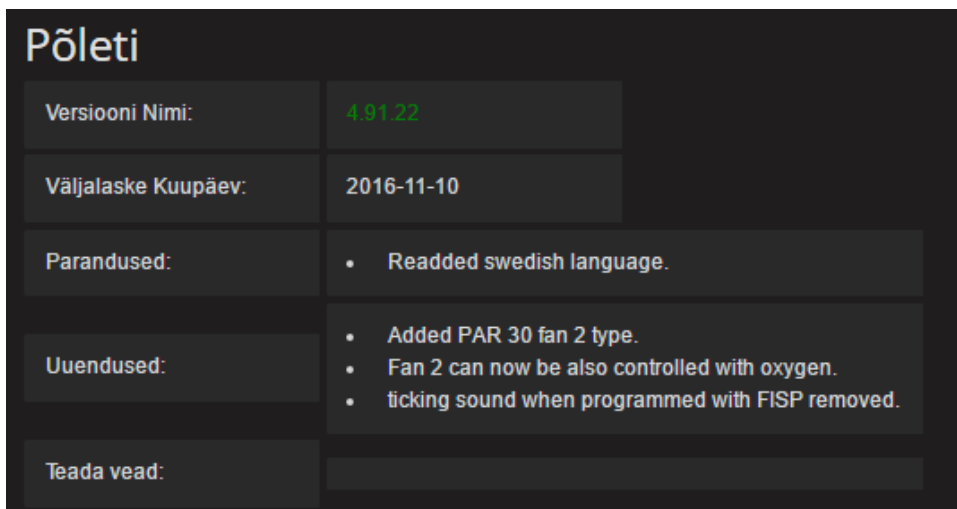 Põleti
Versiooni Nimi: 4.91.22
Väljalaske Kuupäev: 2016-11-10
Parandused: • Readded swedish language.
Uuendused: • Added PAR 30 fan 2 type.
• Fan 2 can now be also controlled with oxygen.
• ticking sound when programmed with FISP removed.
Teada vead: